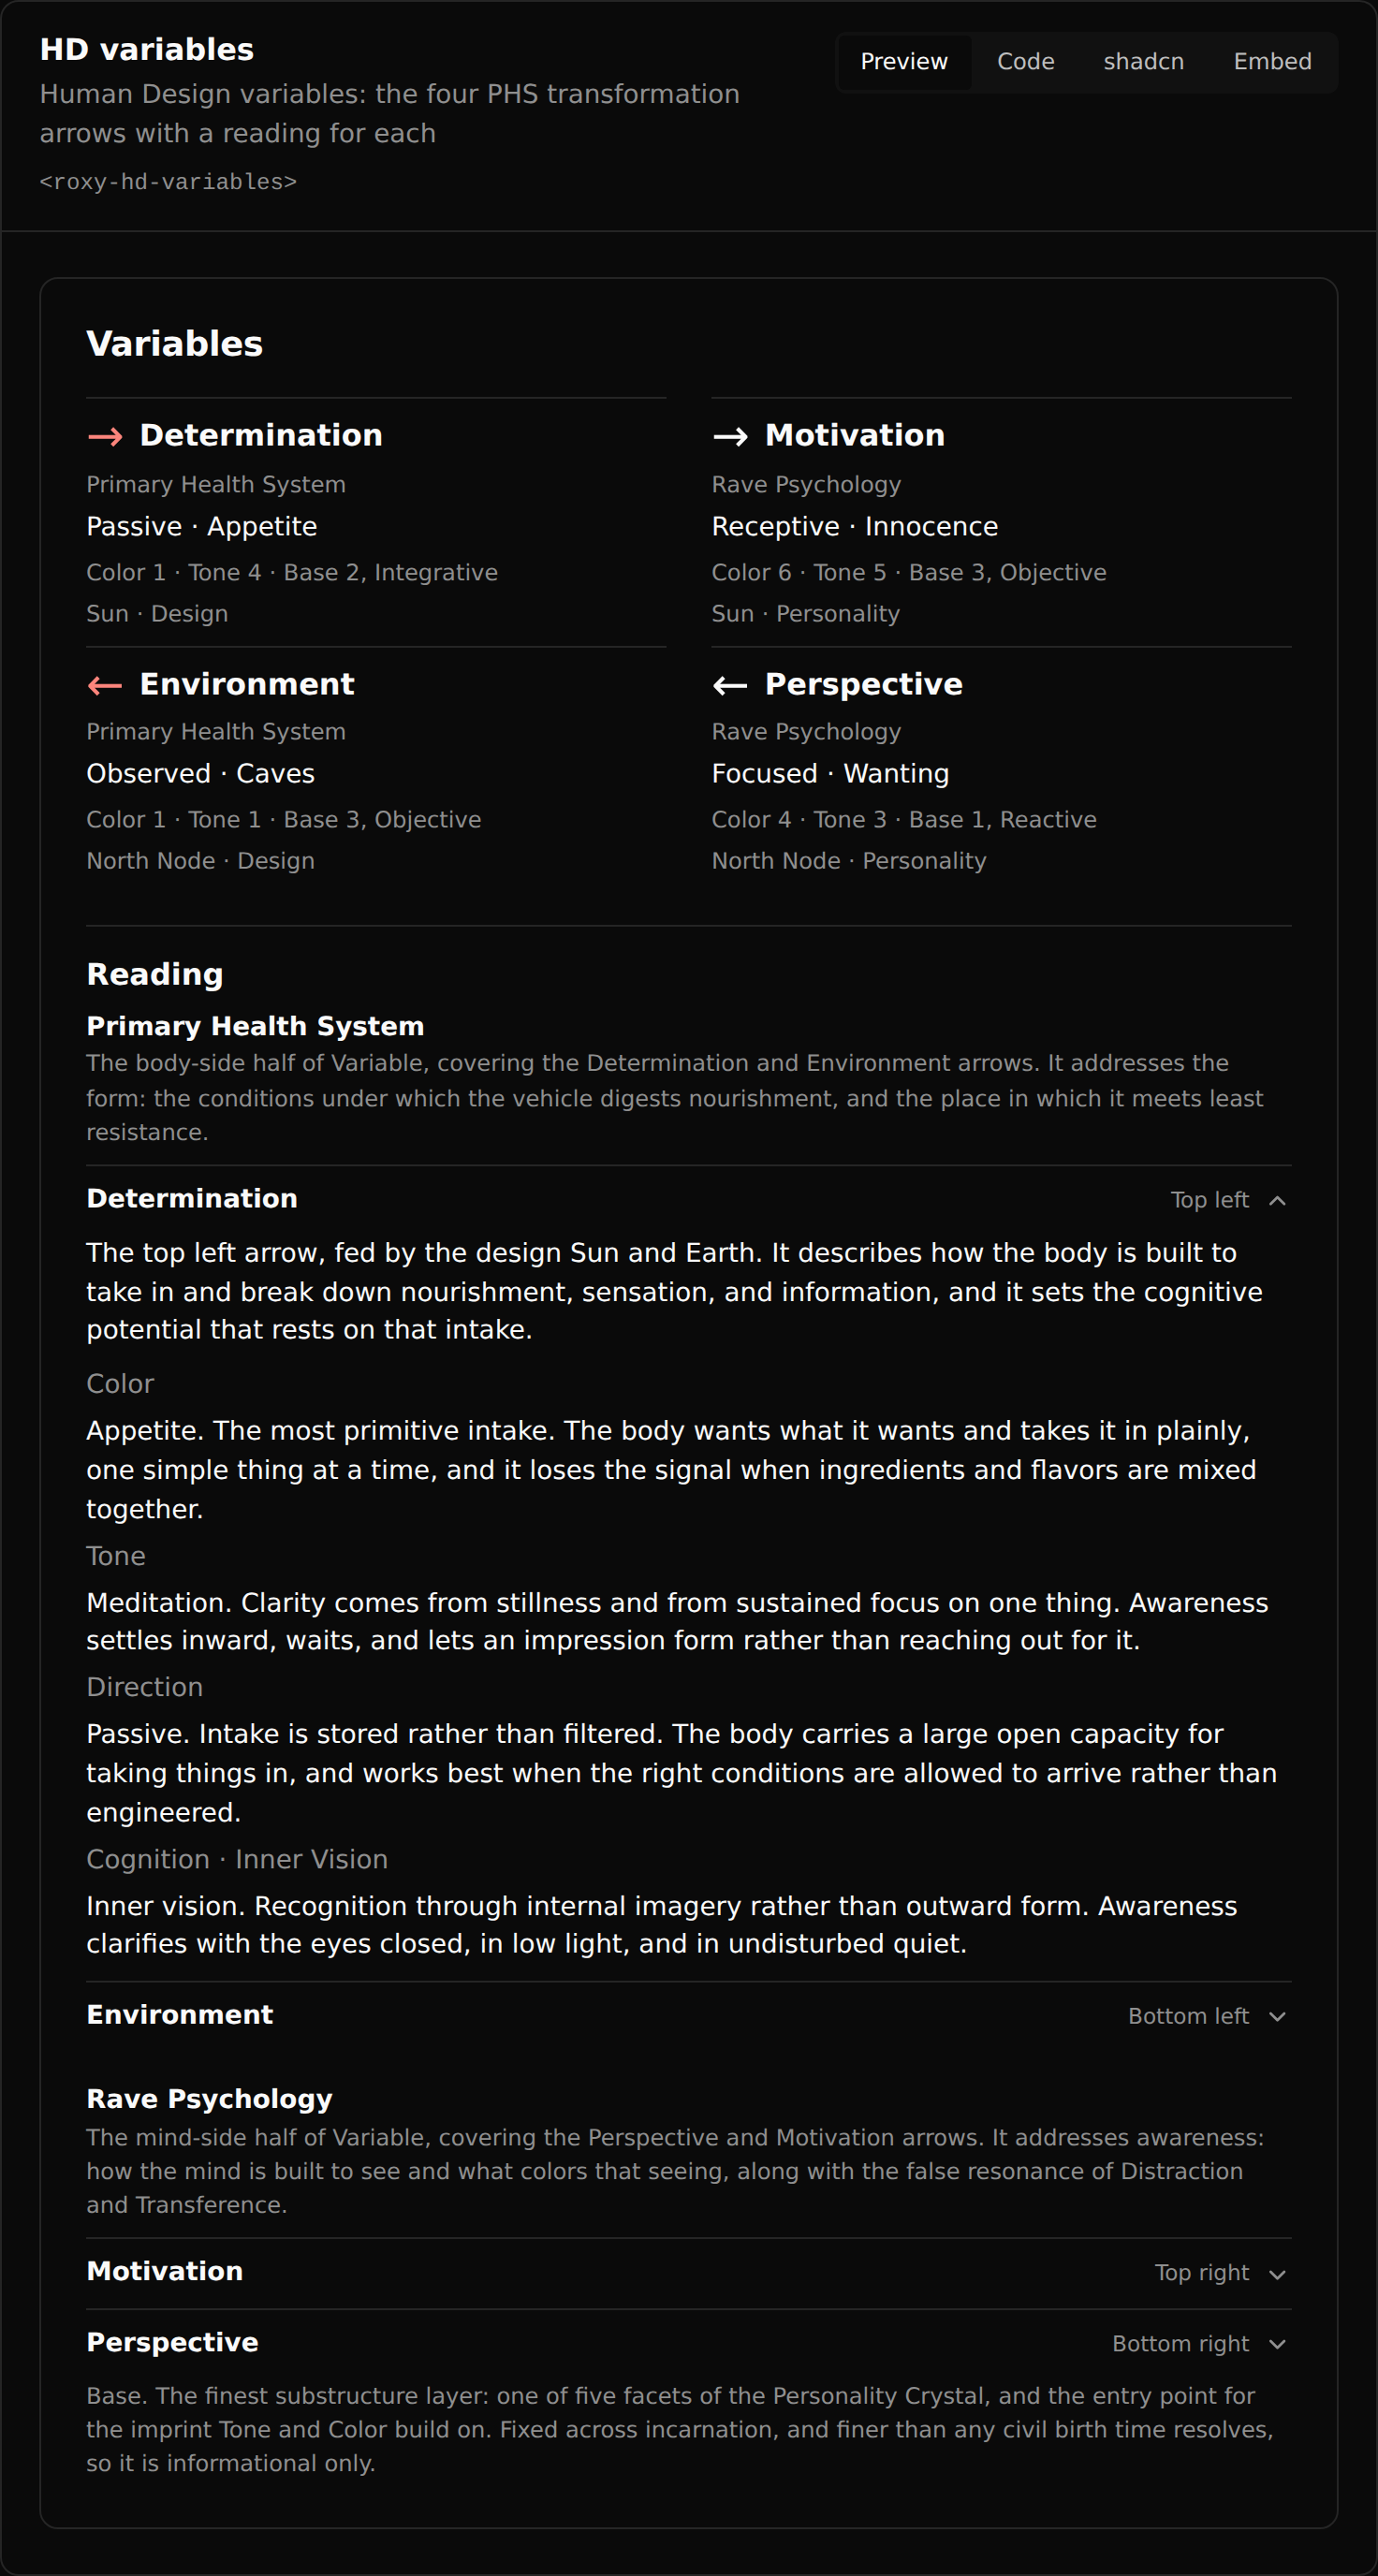 HD variables
Preview Code shadcn Embed
Human Design variables: the four PHS transformation
arrows with a reading for each
<roxy-hd-variables>
Variables
→ Determination
Primary Health System
Passive · Appetite
Color 1 · Tone 4 · Base 2, Integrative
Sun · Design
→ Motivation
Rave Psychology
Receptive · Innocence
Color 6 · Tone 5 · Base 3, Objective
Sun · Personality
← Environment
Primary Health System
Observed · Caves
Color 1 · Tone 1 · Base 3, Objective
North Node · Design
← Perspective
Rave Psychology
Focused · Wanting
Color 4 · Tone 3 · Base 1, Reactive
North Node · Personality
Reading
Primary Health System
The body-side half of Variable, covering the Determination and Environment arrows. It addresses the
form: the conditions under which the vehicle digests nourishment, and the place in which it meets least
resistance.
Determination Top left
The top left arrow, fed by the design Sun and Earth. It describes how the body is built to
take in and break down nourishment, sensation, and information, and it sets the cognitive
potential that rests on that intake.
Color
Appetite. The most primitive intake. The body wants what it wants and takes it in plainly,
one simple thing at a time, and it loses the signal when ingredients and flavors are mixed
together.
Tone
Meditation. Clarity comes from stillness and from sustained focus on one thing. Awareness
settles inward, waits, and lets an impression form rather than reaching out for it.
Direction
Passive. Intake is stored rather than filtered. The body carries a large open capacity for
taking things in, and works best when the right conditions are allowed to arrive rather than
engineered.
Cognition · Inner Vision
Inner vision. Recognition through internal imagery rather than outward form. Awareness
clarifies with the eyes closed, in low light, and in undisturbed quiet.
Environment Bottom left
Rave Psychology
The mind-side half of Variable, covering the Perspective and Motivation arrows. It addresses awareness:
how the mind is built to see and what colors that seeing, along with the false resonance of Distraction
and Transference.
Motivation Top right
Perspective Bottom right
Base. The finest substructure layer: one of five facets of the Personality Crystal, and the entry point for
the imprint Tone and Color build on. Fixed across incarnation, and finer than any civil birth time resolves,
so it is informational only.